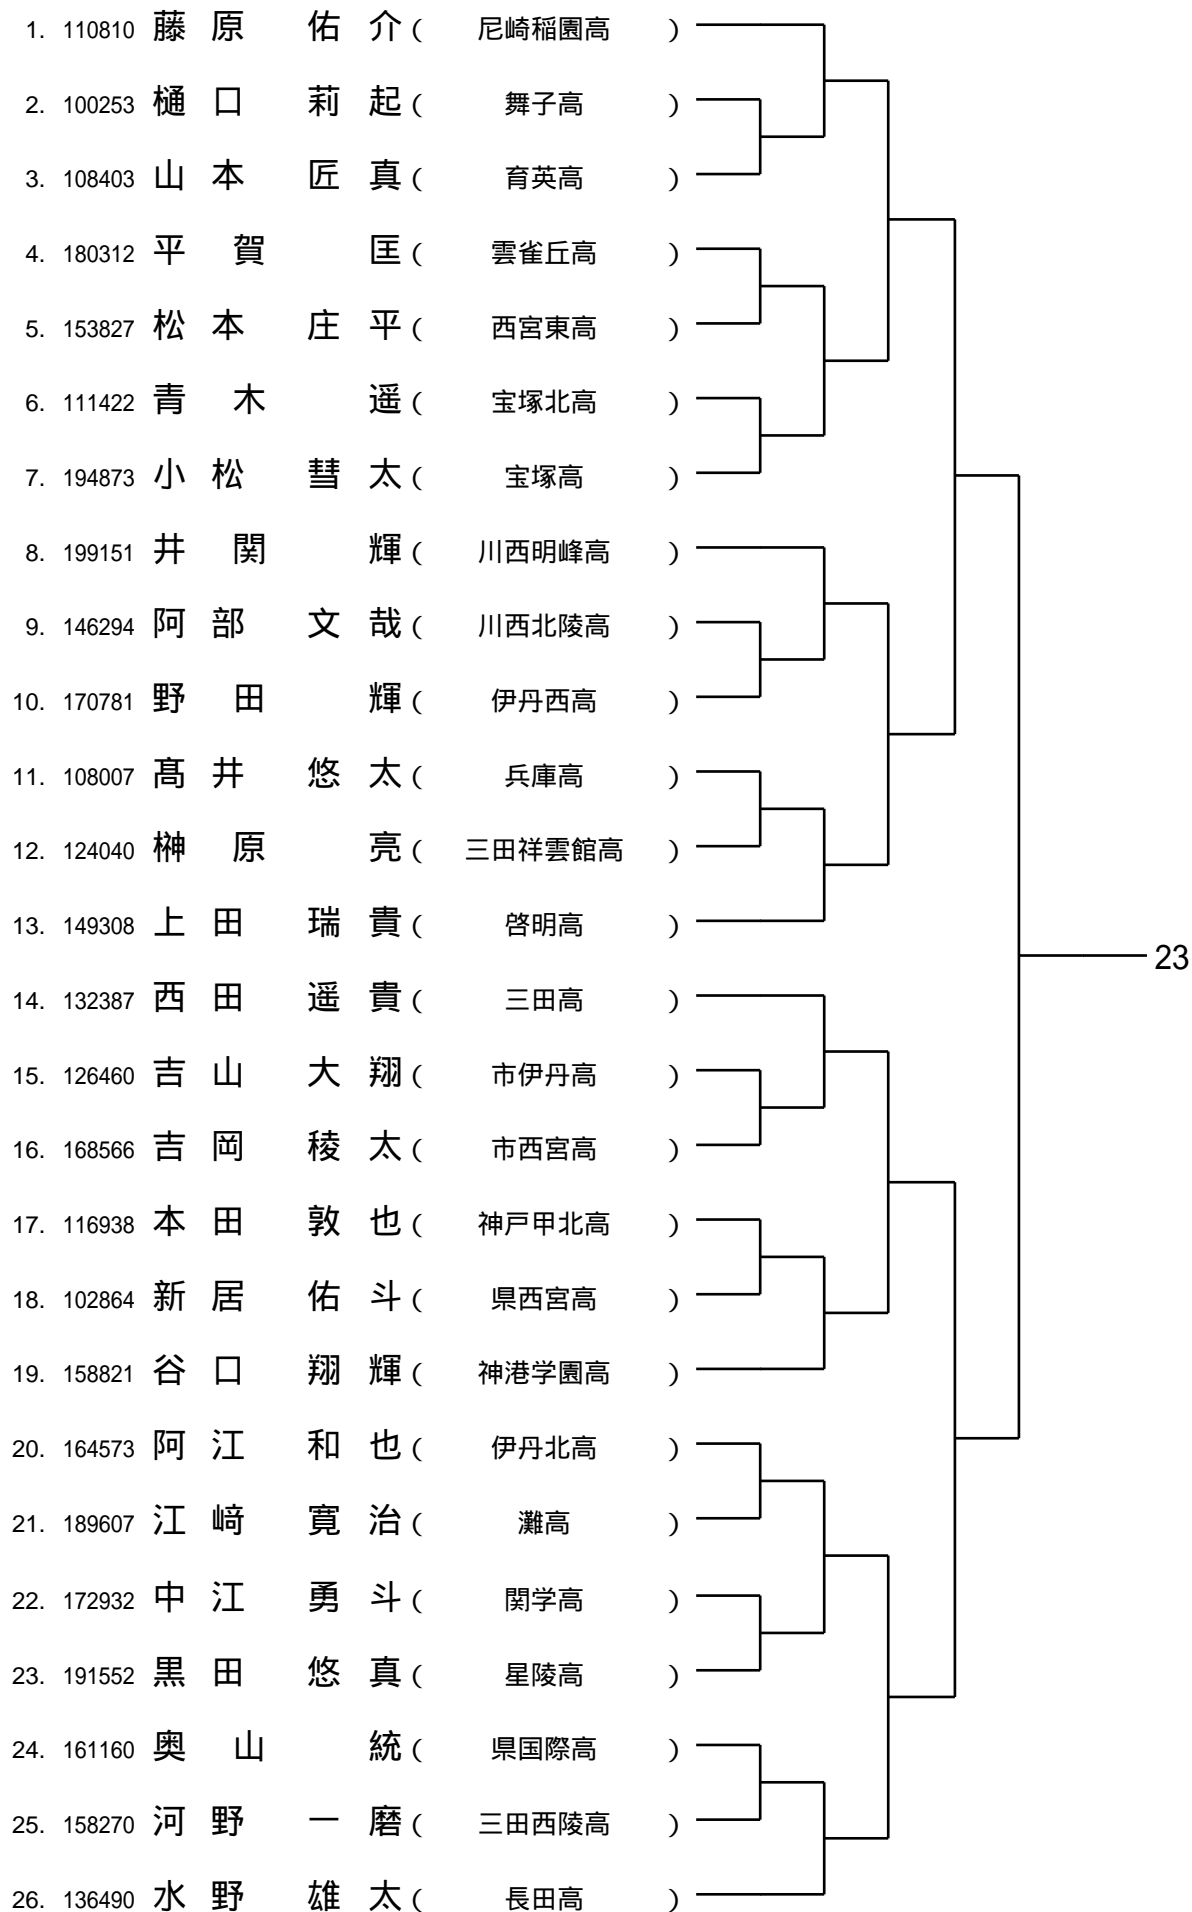 1. 110810 藤原 佑介 ( 尼崎稲園高 )
2. 100253 樋口 莉起 ( 舞子高 )
3. 108403 山本 匠真 ( 育英高 )
4. 180312 平賀 匡 ( 雲雀丘高 )
5. 153827 松本 庄平 ( 西宮東高 )
6. 111422 青木 遥 ( 宝塚北高 )
7. 194873 小松 彗太 ( 宝塚高 )
8. 199151 井関 輝 ( 川西明峰高 )
9. 146294 阿部 文哉 ( 川西北陵高 )
10. 170781 野田 輝 ( 伊丹西高 )
11. 108007 髙井 悠太 ( 兵庫高 )
12. 124040 榊原 亮 ( 三田祥雲館高 )
13. 149308 上田 瑞貴 ( 啓明高 )
23
14. 132387 西田 遥貴 ( 三田高 )
15. 126460 吉山 大翔 ( 市伊丹高 )
16. 168566 吉岡 稜太 ( 市西宮高 )
17. 116938 本田 敦也 ( 神戸甲北高 )
18. 102864 新居 佑斗 ( 県西宮高 )
19. 158821 谷口 翔輝 ( 神港学園高 )
20. 164573 阿江 和也 ( 伊丹北高 )
21. 189607 江﨑 寛治 ( 灘高 )
22. 172932 中江 勇斗 ( 関学高 )
23. 191552 黒田 悠真 ( 星陵高 )
24. 161160 奥山 統 ( 県国際高 )
25. 158270 河野 一磨 ( 三田西陵高 )
26. 136490 水野 雄太 ( 長田高 )